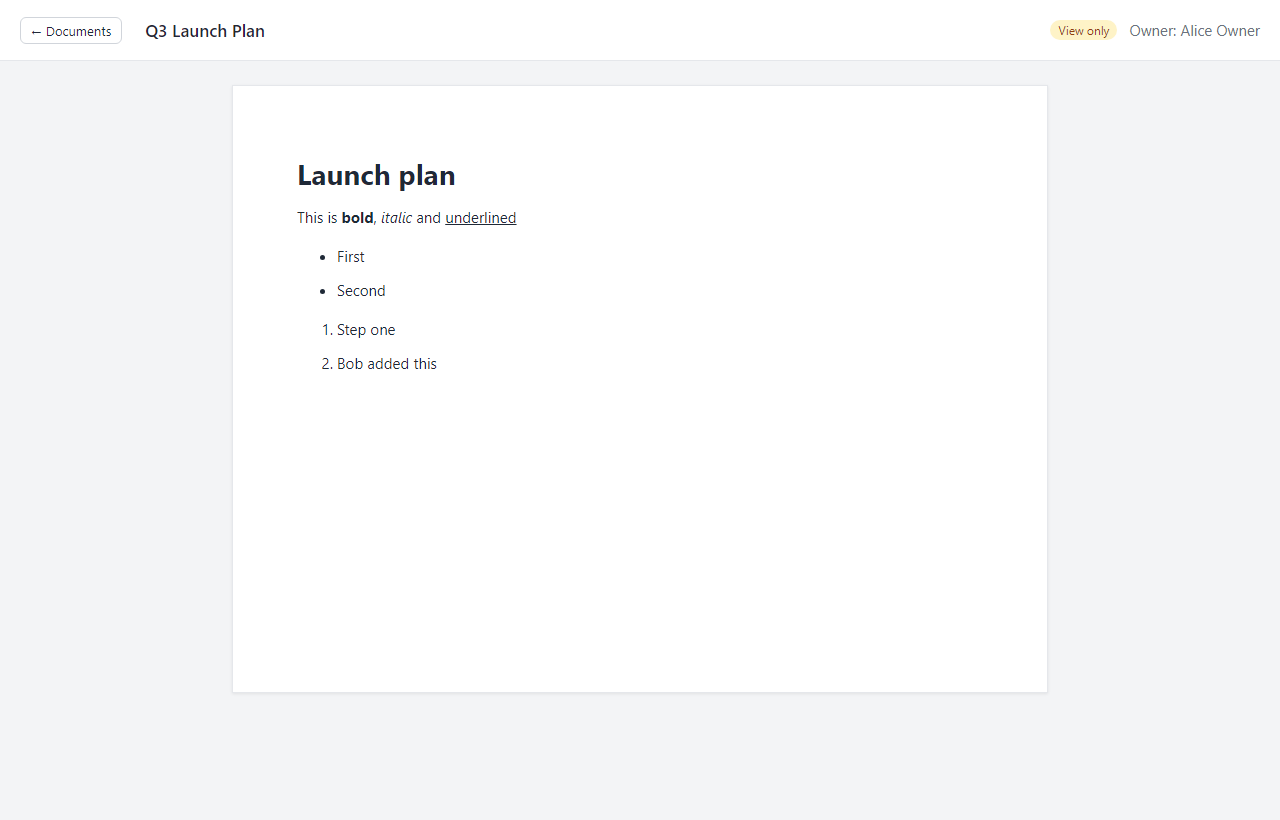 ← Documents
Q3 Launch Plan
View only
Owner: Alice Owner
Launch plan
This is bold, italic and underlined
• First
• Second
1. Step one
2. Bob added this